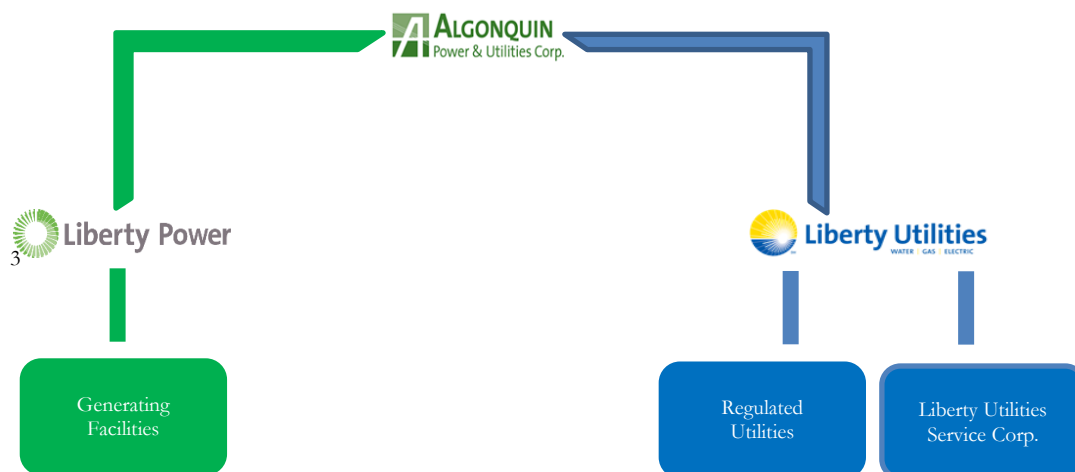 ALGONQUIN
Power & Utilities Corp.
Liberty Power
3
Liberty Utilities
WATER | GAS | ELECTRIC
Generating
Facilities
Regulated
Utilities
Liberty Utilities
Service Corp.